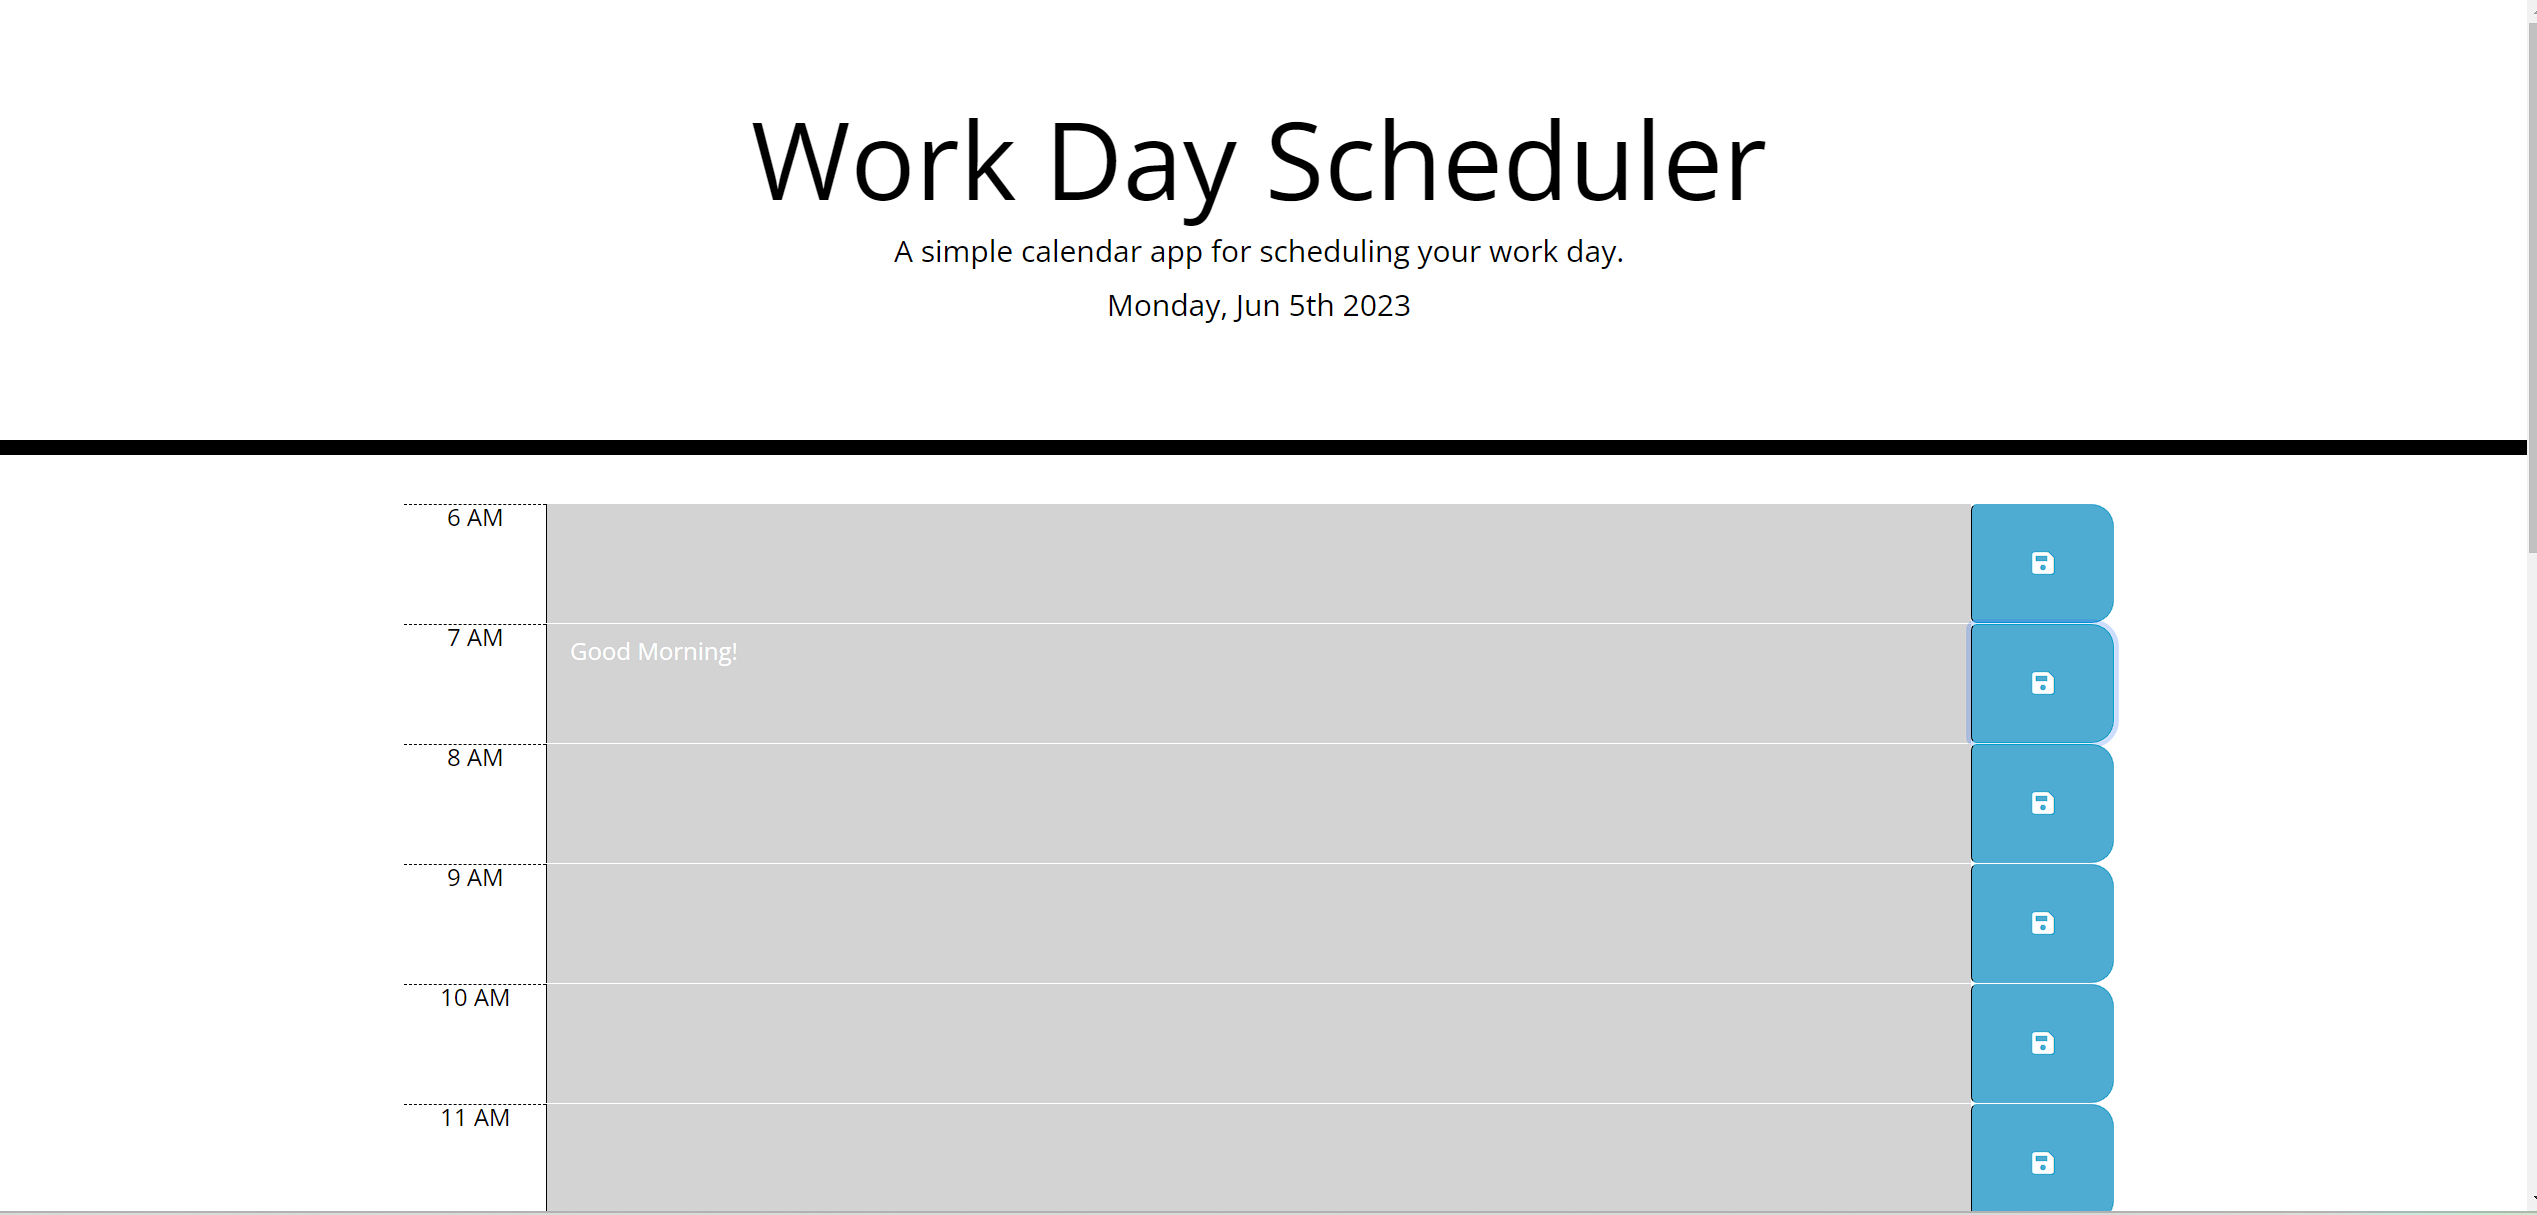 Work Day Scheduler
A simple calendar app for scheduling your work day.
Monday, Jun 5th 2023
6 AM
7 AM
Good Morning!
8 AM
9 AM
10 AM
11 AM